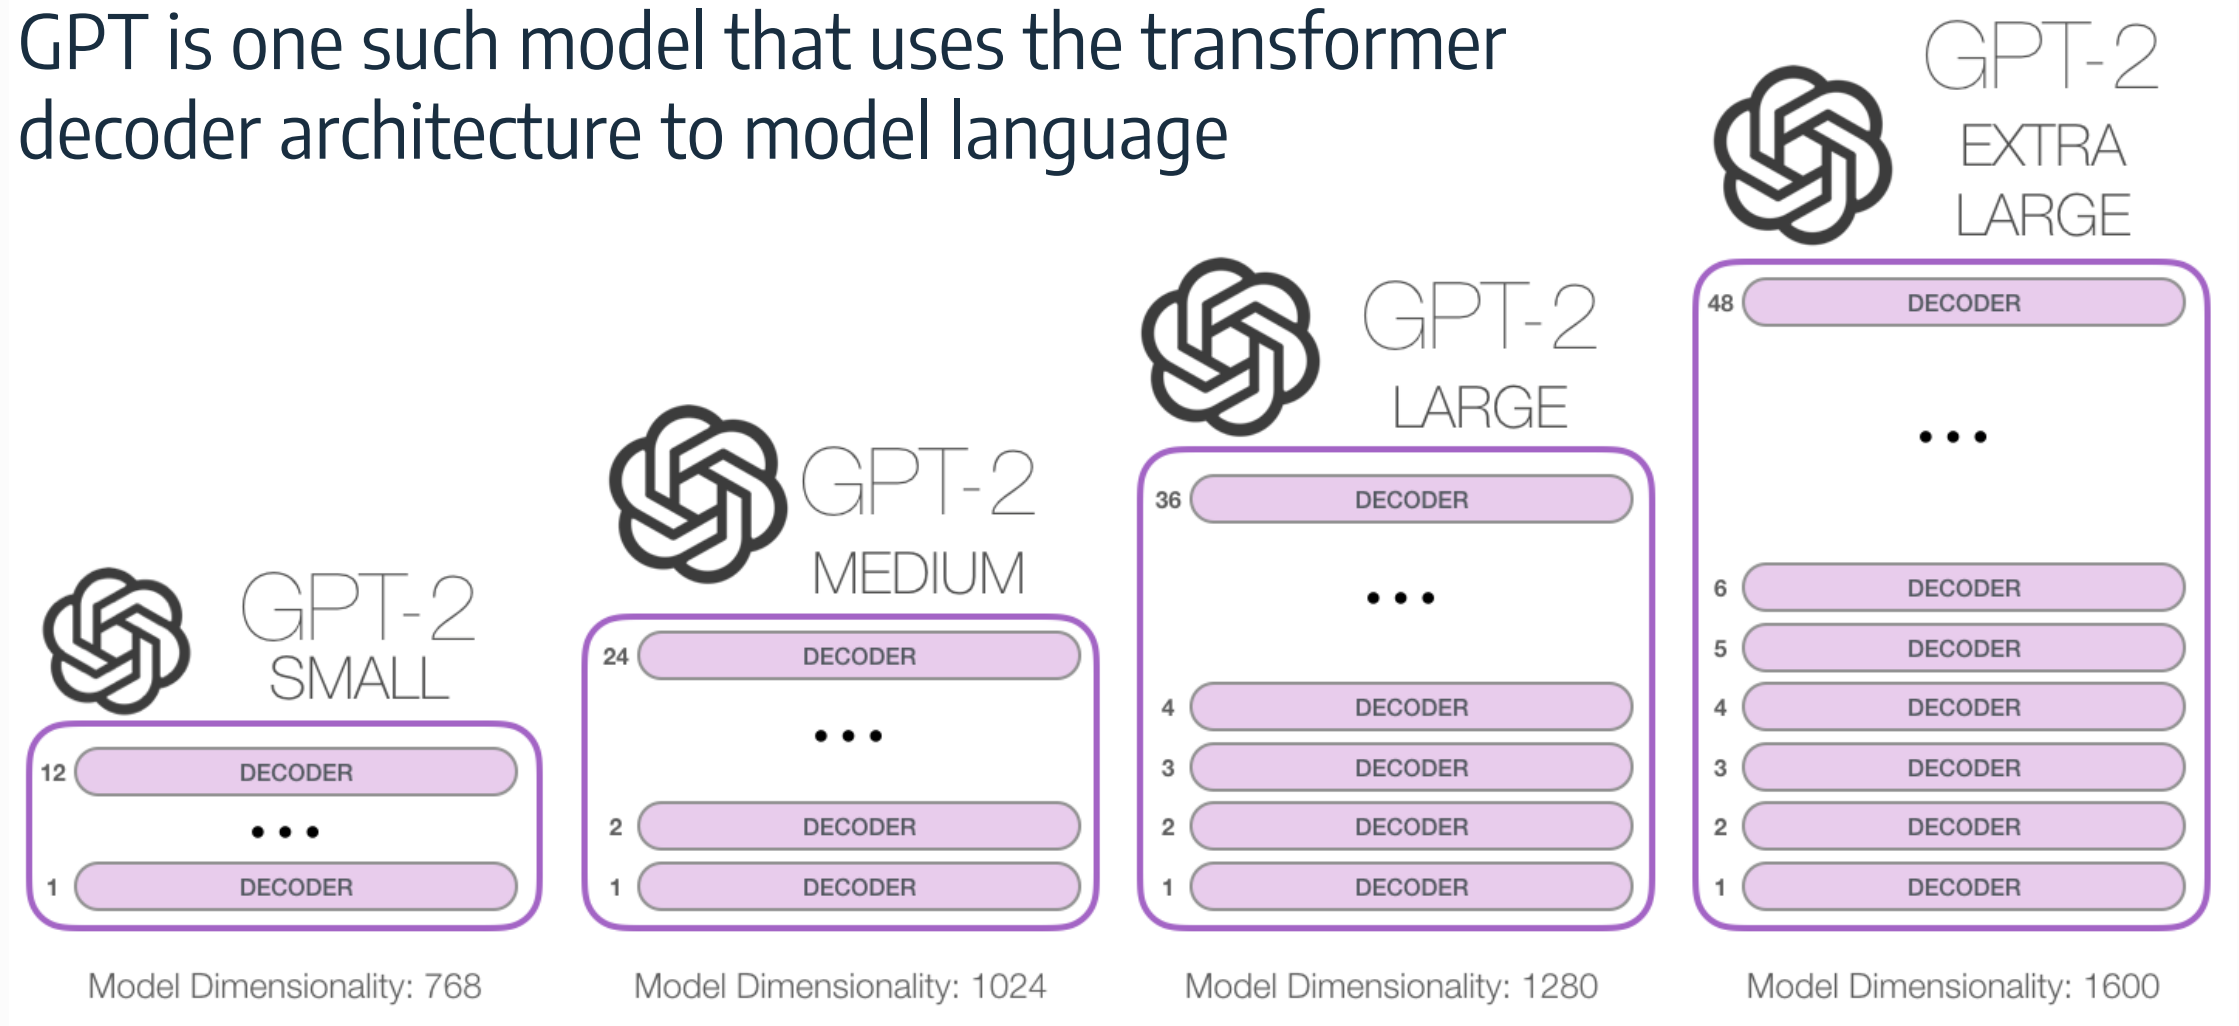 GPT is one such model that uses the transformer
decoder architecture to model language
GPT-2
SMALL
12 DECODER
...
1 DECODER
Model Dimensionality: 768
GPT-2
MEDIUM
24 DECODER
...
2 DECODER
1 DECODER
Model Dimensionality: 1024
GPT-2
LARGE
36 DECODER
...
4 DECODER
3 DECODER
2 DECODER
1 DECODER
Model Dimensionality: 1280
GPT-2
EXTRA
LARGE
48 DECODER
...
6 DECODER
5 DECODER
4 DECODER
3 DECODER
2 DECODER
1 DECODER
Model Dimensionality: 1600